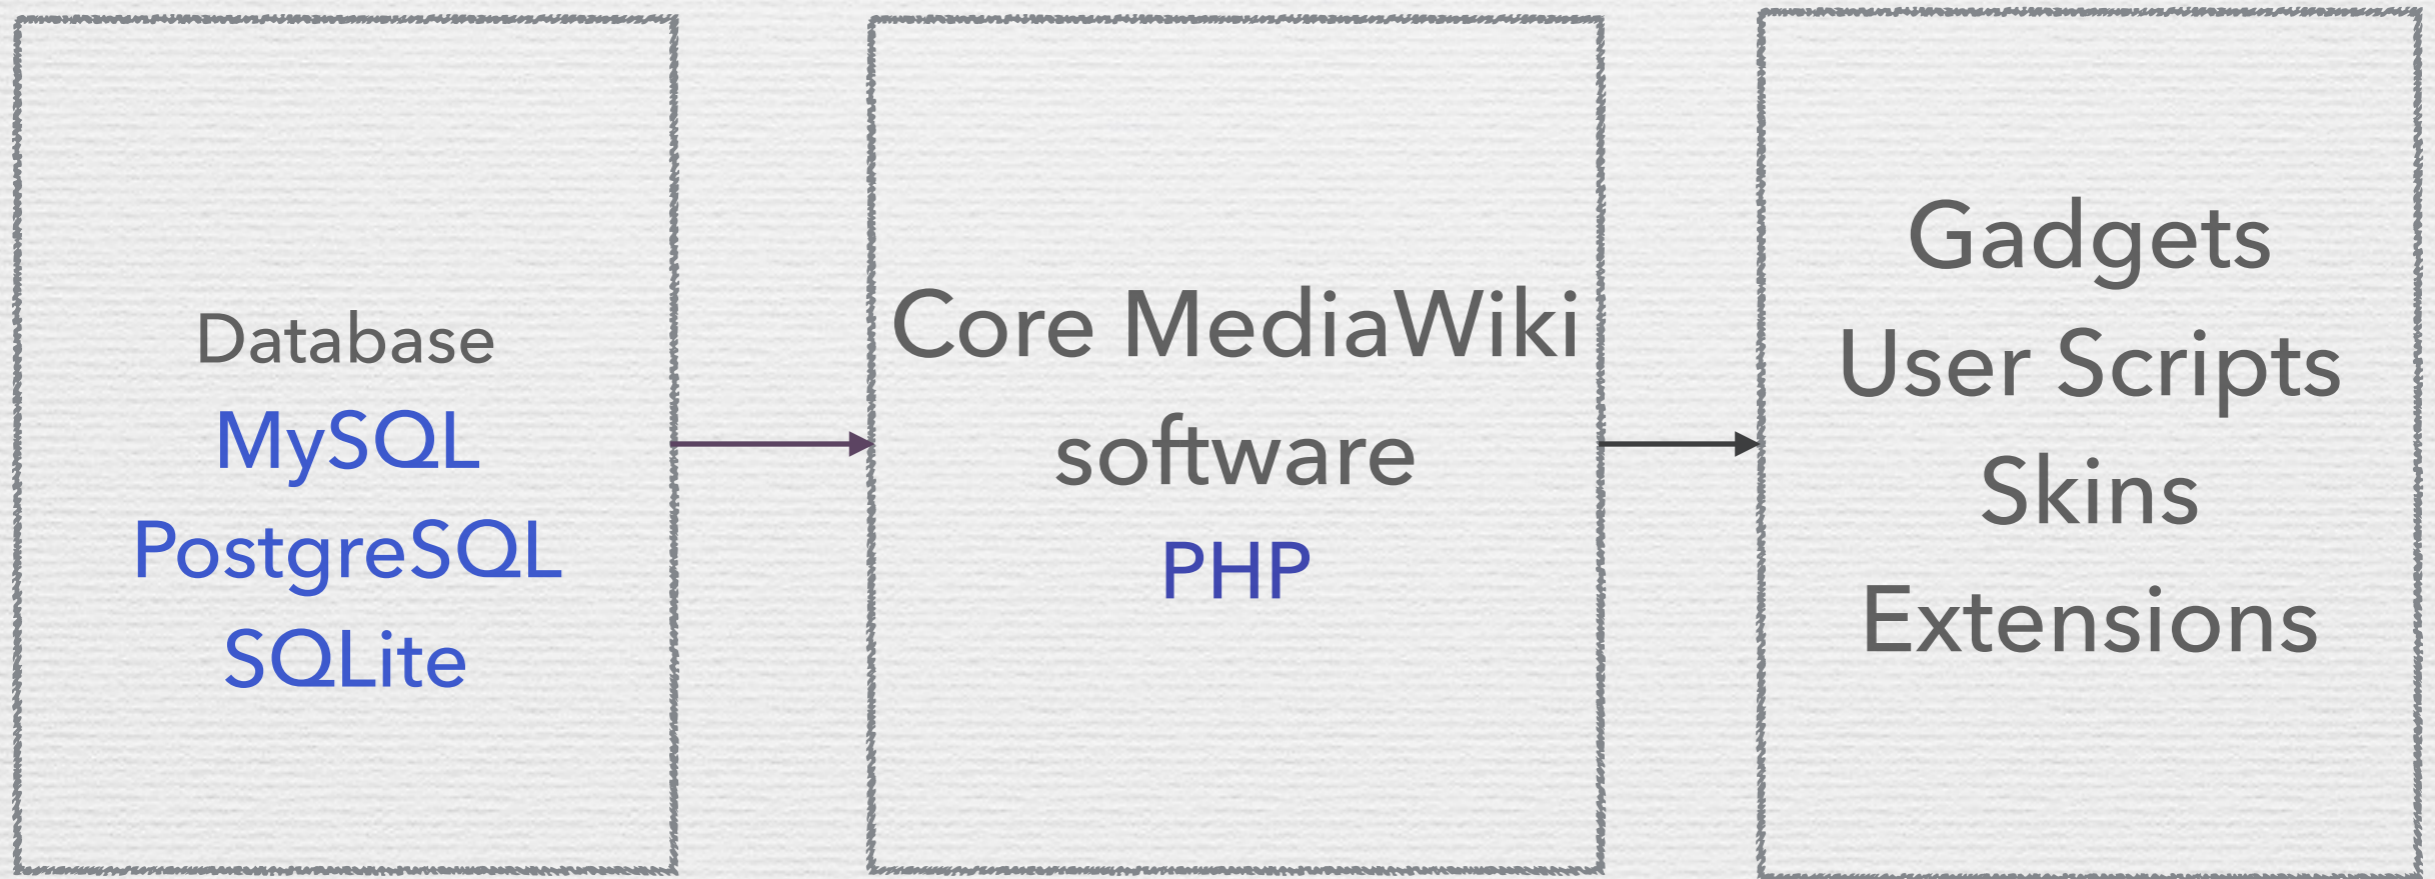 Database
MySQL
PostgreSQL
SQLite
Core MediaWiki
software
PHP
Gadgets
User Scripts
Skins
Extensions